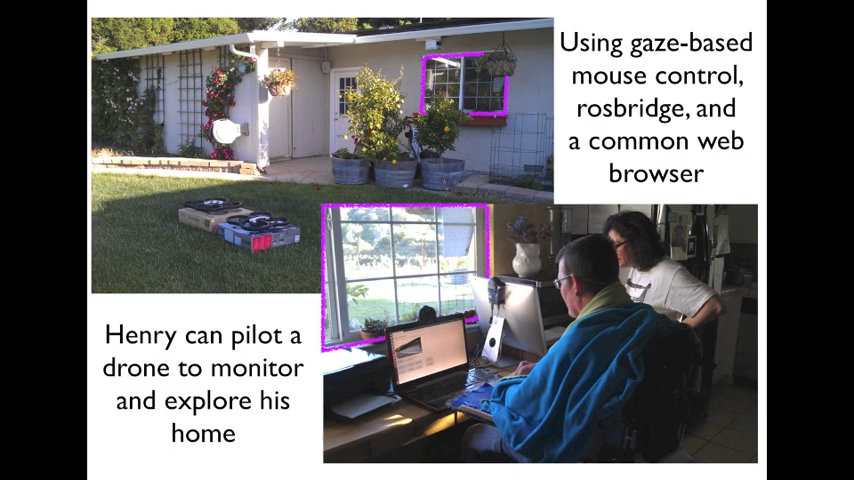 Using gaze-based
mouse control,
rosbridge, and
a common web
browser
Henry can pilot a
drone to monitor
and explore his
home